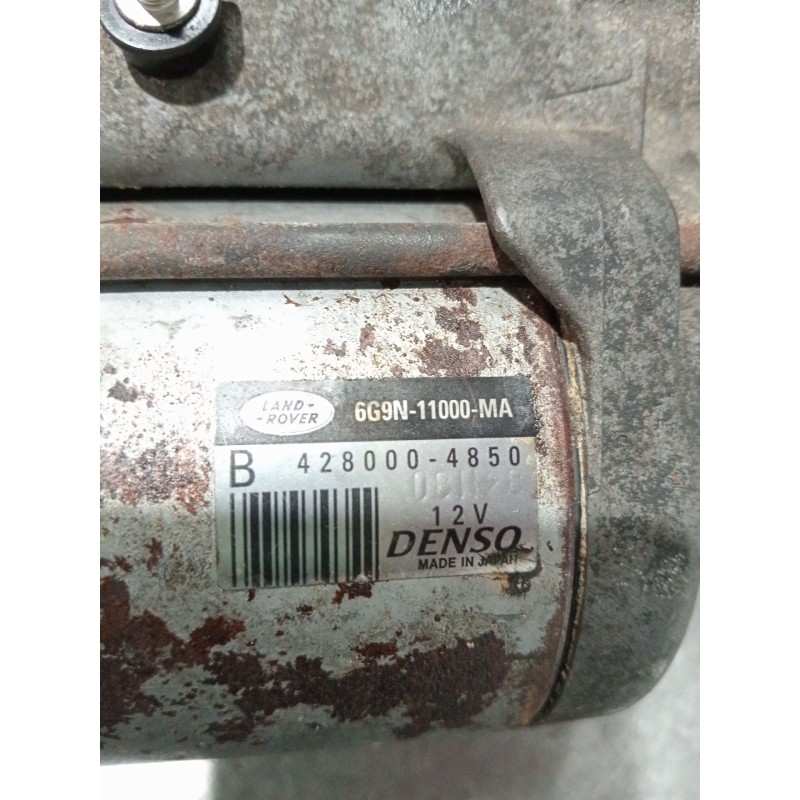 LAND-
-ROVER
6G9N-11000-MA
B 428000-4850
12V
DENSO
MADE IN JAPAN